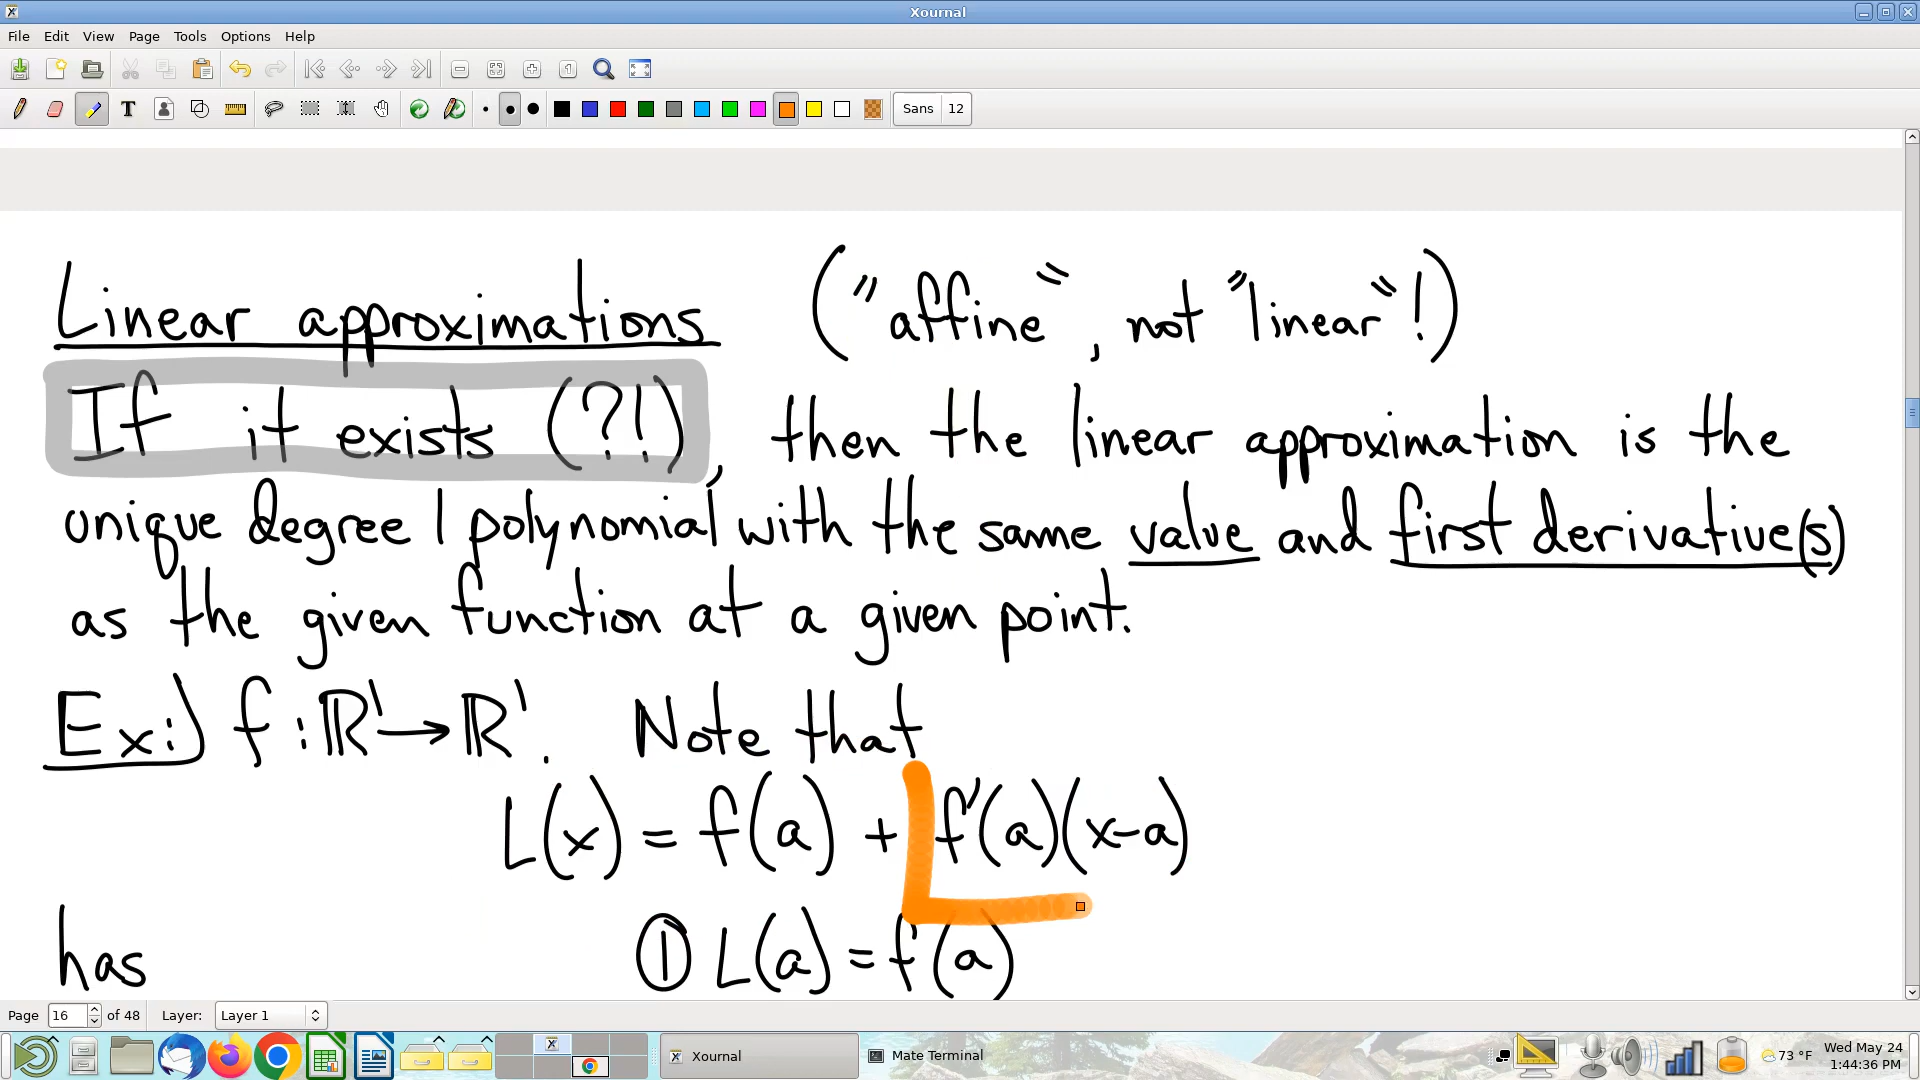 Xournal
File Edit View Page Tools Options Help
Sans 12
Linear approximations ("affine", not "linear"!)
If it exists (?!), then the linear approximation is the
unique degree 1 polynomial with the same value and first derivative(s)
as the given function at a given point.
Ex:) f : ℝ¹→ℝ¹. Note that
L(x) = f(a) + f'(a)(x-a)
has ① L(a) = f(a)
Page 16 of 48 Layer: Layer 1
Xournal Mate Terminal 73 °F Wed May 24
1:44:36 PM